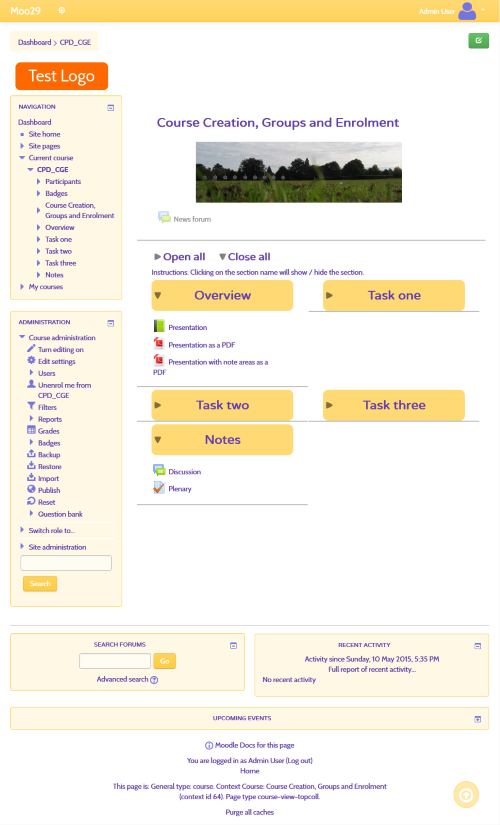 Moo29
Admin User
Dashboard > CPD_CGE
Test Logo
NAVIGATION
Dashboard
Site home
Site pages
Current course
CPD_CGE
Participants
Badges
Course Creation,
Groups and Enrolment
Overview
Task one
Task two
Task three
Notes
My courses
ADMINISTRATION
Course administration
Turn editing on
Edit settings
Users
Unenrol me from
CPD_CGE
Filters
Reports
Grades
Badges
Backup
Restore
Import
Publish
Reset
Question bank
Switch role to...
Site administration
Search
Course Creation, Groups and Enrolment
News forum
Open all Close all
Instructions: Clicking on the section name will show / hide the section.
Overview
Task one
Presentation
Presentation as a PDF
Presentation with note areas as a
PDF
Task two
Task three
Notes
Discussion
Plenary
SEARCH FORUMS
Go
Advanced search
RECENT ACTIVITY
Activity since Sunday, 10 May 2015, 5:35 PM
Full report of recent activity...
No recent activity
UPCOMING EVENTS
Moodle Docs for this page
You are logged in as Admin User (Log out)
Home
This page is: General type: course. Context Course: Course Creation, Groups and Enrolment
(context id 64). Page type course-view-topcoll.
Purge all caches